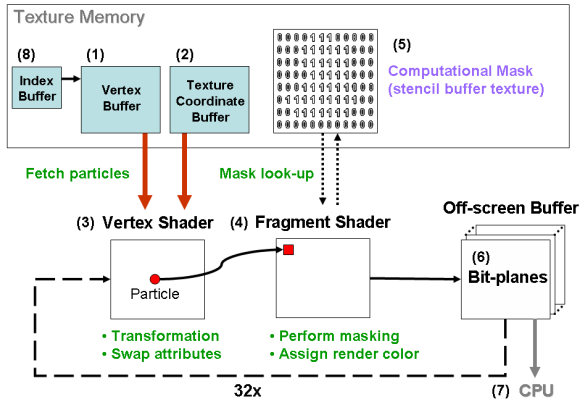 Texture Memory
(8)
Index
Buffer
(1)
Vertex
Buffer
(2)
Texture
Coordinate
Buffer
(5)
Computational Mask
(stencil buffer texture)
Fetch particles
Mask look-up
(3) Vertex Shader
(4) Fragment Shader
Off-screen Buffer
Particle
(6)
Bit-planes
• Transformation
• Swap attributes
• Perform masking
• Assign render color
32x
(7) CPU